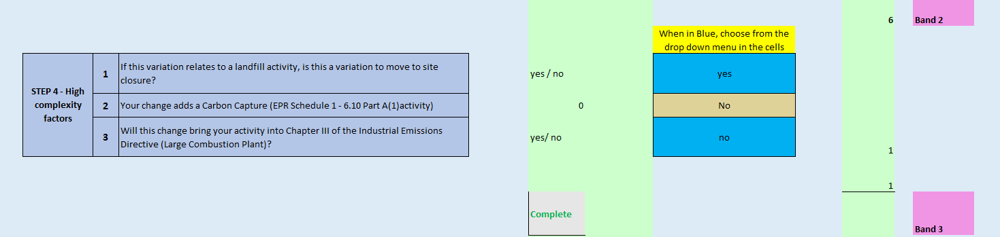 6 Band 2
When in Blue, choose from the
drop down menu in the cells
STEP 4 - High
complexity
factors
1 If this variation relates to a landfill activity, is this a variation to move to site
closure?
yes / no yes
2 Your change adds a Carbon Capture (EPR Schedule 1 - 6.10 Part A(1)activity) 0 No
3 Will this change bring your activity into Chapter III of the Industrial Emissions
Directive (Large Combustion Plant)?
yes/ no no
1
1
Complete
Band 3